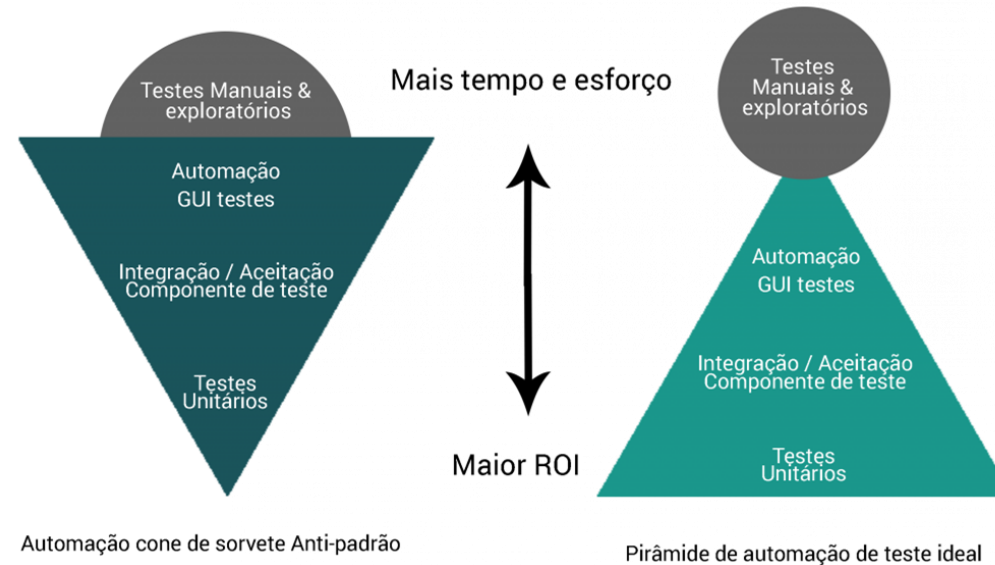 Testes Manuais &
exploratórios
Automação
GUI testes
Integração / Aceitação
Componente de teste
Testes
Unitários
Automação cone de sorvete Anti-padrão
Mais tempo e esforço
Maior ROI
Testes
Manuais &
exploratórios
Automação
GUI testes
Integração / Aceitação
Componente de teste
Testes
Unitários
Pirâmide de automação de teste ideal